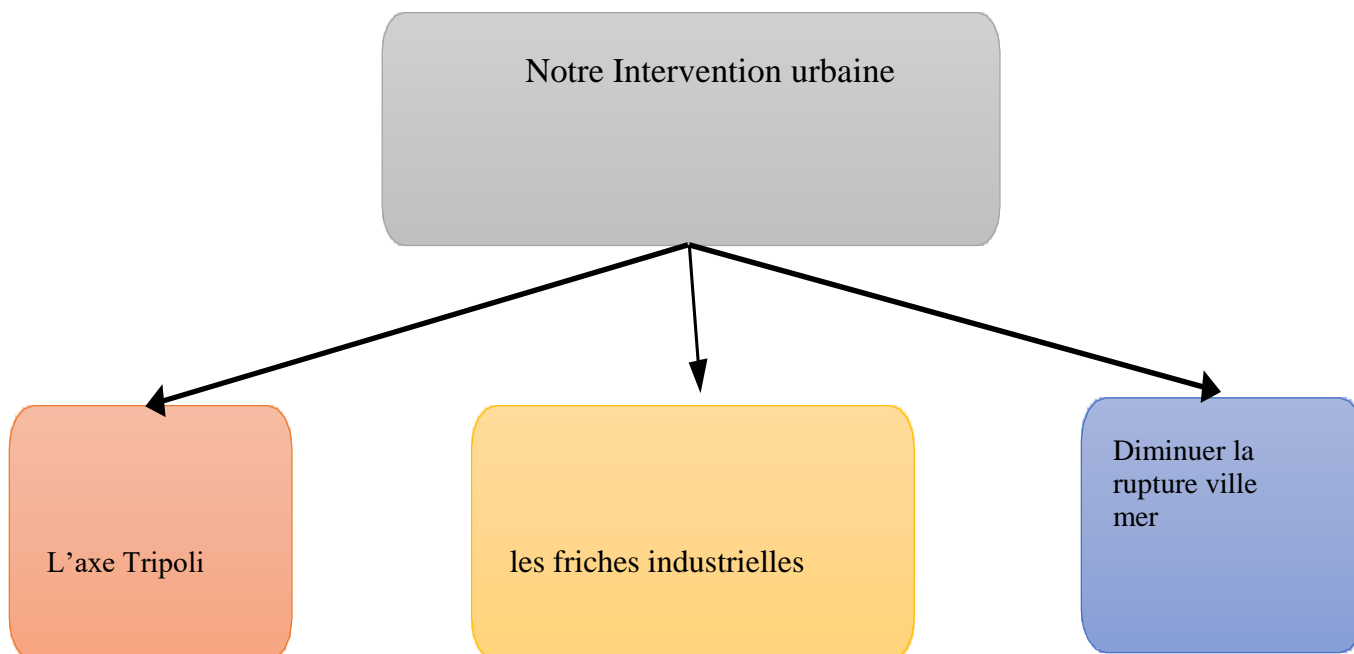 Notre Intervention urbaine
L’axe Tripoli
les friches industrielles
Diminuer la
rupture ville
mer